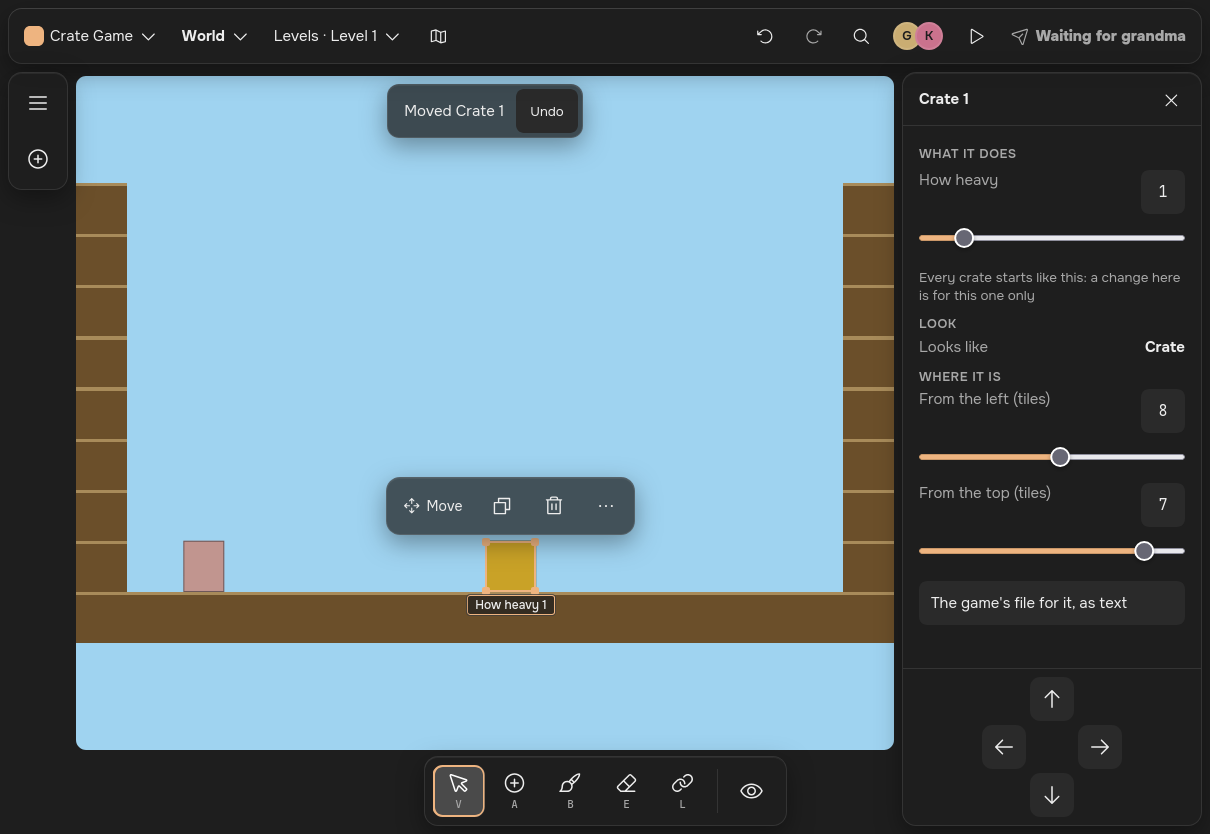 Crate Game
World
Levels · Level 1
G
K
Waiting for grandma
Moved Crate 1
Undo
Move
How heavy 1
V
A
B
E
L
Crate 1
WHAT IT DOES
How heavy
1
Every crate starts like this: a change here
is for this one only
LOOK
Looks like
Crate
WHERE IT IS
From the left (tiles)
8
From the top (tiles)
7
The game's file for it, as text